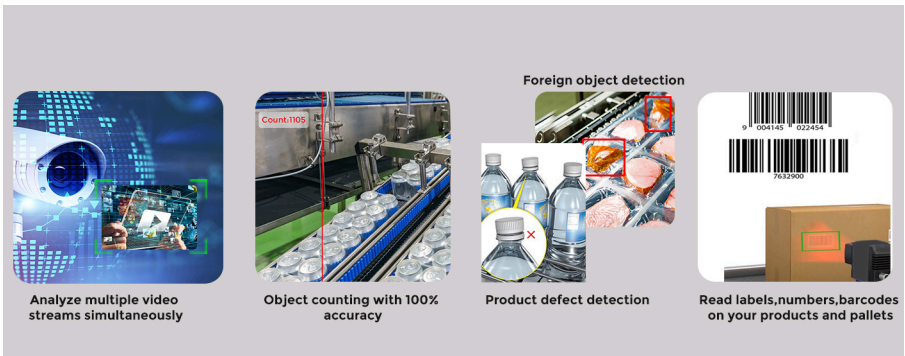 Analyze multiple video
streams simultaneously
Count:1105
Object counting with 100%
accuracy
Foreign object detection
Product defect detection
9 004145 022454
7632900
Read labels,numbers,barcodes
on your products and pallets